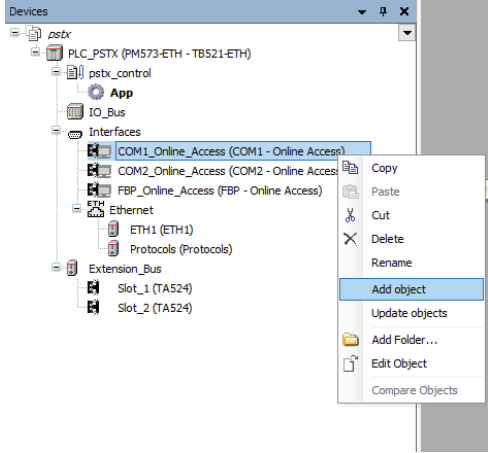 Devices
pstx
PLC_PSTX (PM573-ETH - TB521-ETH)
pstx_control
App
IO_Bus
Interfaces
COM1_Online_Access (COM1 - Online Access)
COM2_Online_Access (COM2 - Online Access
FBP_Online_Access (FBP - Online Access)
ETH Ethernet
ETH1 (ETH1)
Protocols (Protocols)
Extension_Bus
Slot_1 (TA524)
Slot_2 (TA524)
Copy
Paste
Cut
Delete
Rename
Add object
Update objects
Add Folder...
Edit Object
Compare Objects